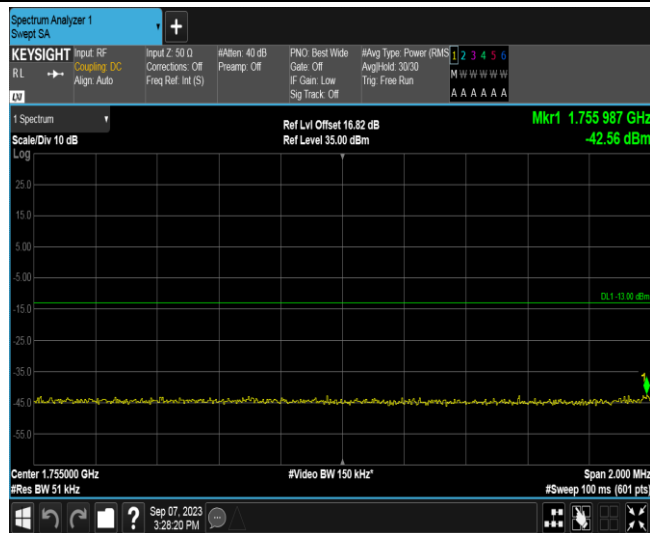 Spectrum Analyzer 1
Swept SA
+
KEYSIGHT
RL
Input: RF
Coupling: DC
Align: Auto
Input Z: 50 Ω
Corrections: Off
Freq Ref: Int (S)
#Atten: 40 dB
Preamp: Off
PNO: Best Wide
Gate: Off
IF Gain: Low
Sig Track: Off
#Avg Type: Power (RMS
Avg|Hold: 30/30
Trig: Free Run
1 2 3 4 5 6
M W W W W W
A A A A A A
1 Spectrum
Scale/Div 10 dB
Log
Ref Lvl Offset 16.82 dB
Ref Level 35.00 dBm
Mkr1 1.755 987 GHz
-42.56 dBm
25.0
15.0
5.00
-5.00
DL1 -13.00 dBm
-15.0
-25.0
-35.0
-45.0
-55.0
Center 1.755000 GHz
#Res BW 51 kHz
#Video BW 150 kHz*
Span 2.000 MHz
#Sweep 100 ms (601 pts)
?
Sep 07, 2023
3:28:20 PM